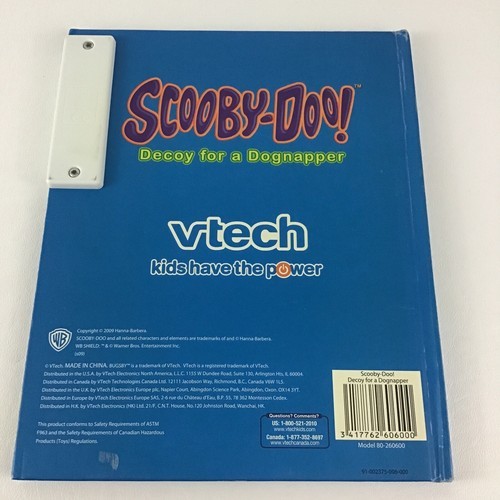 SCOOBY-DOO!™
Decoy for a Dognapper
vtech
kids have the power
WB
Copyright © 2009 Hanna-Barbera.
SCOOBY-DOO and all related characters and elements are trademarks of and © Hanna-Barbera.
WB SHIELD: ™ & © Warner Bros. Entertainment Inc.
(s09)
© VTech. MADE IN CHINA. BUGSBY™ is a trademark of VTech. VTech is a registered trademark of VTech.
Distributed in the U.S.A. by VTech Electronics North America, L.L.C. 1155 W Dundee Road, Suite 130, Arlington Hts, IL 60004.
Distributed in Canada by VTech Technologies Canada Ltd. 12111 Jacobson Way, Richmond, B.C., Canada V6W 1L5.
Distributed in the U.K. by VTech Electronics Europe plc, Napier Court, Abingdon Science Park, Abingdon, Oxon. OX14 3YT.
Distributed in Europe by VTech Electronics Europe SAS, 2-6 rue du Château d'Eau, B.P. 55, 78 362 Montesson Cedex.
Distributed in H.K. by VTech Electronics (HK) Ltd. 21/F, C.N.T. House, No.120 Johnston Road, Wanchai, HK.
This product conforms to Safety Requirements of ASTM
F963 and the Safety Requirements of Canadian Hazardous
Products (Toys) Regulations.
Questions? Comments?
US: 1-800-521-2010
www.vtechkids.com
Canada: 1-877-352-8697
www.vtechcanada.com
Scooby-Doo!
Decoy for a Dognapper
3 417762 606000
Model 80-260600